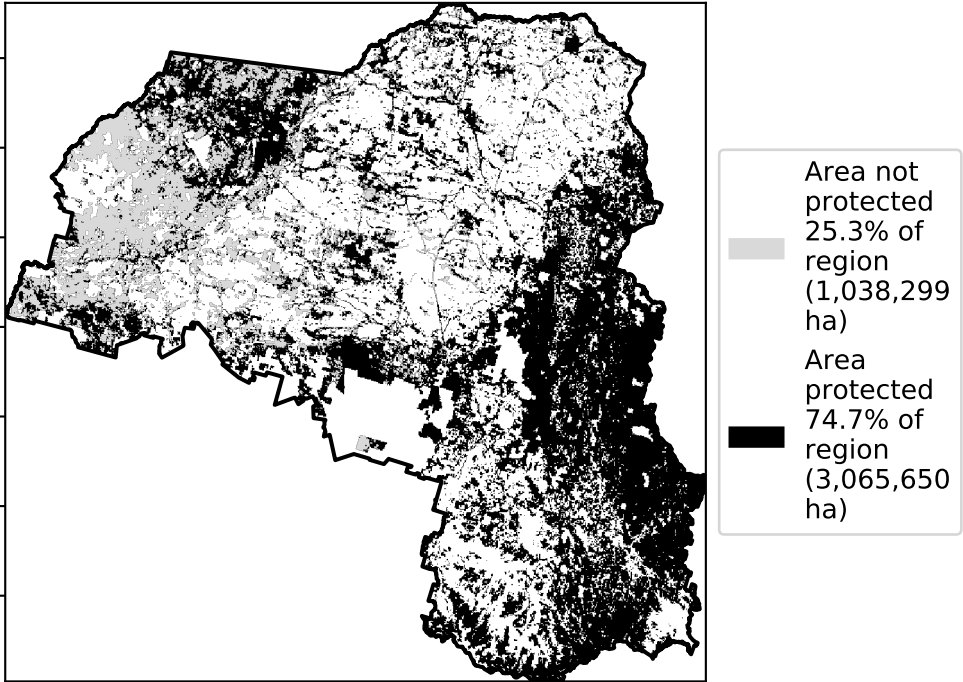 Area not
protected
25.3% of
region
(1,038,299
ha)
Area
protected
74.7% of
region
(3,065,650
ha)